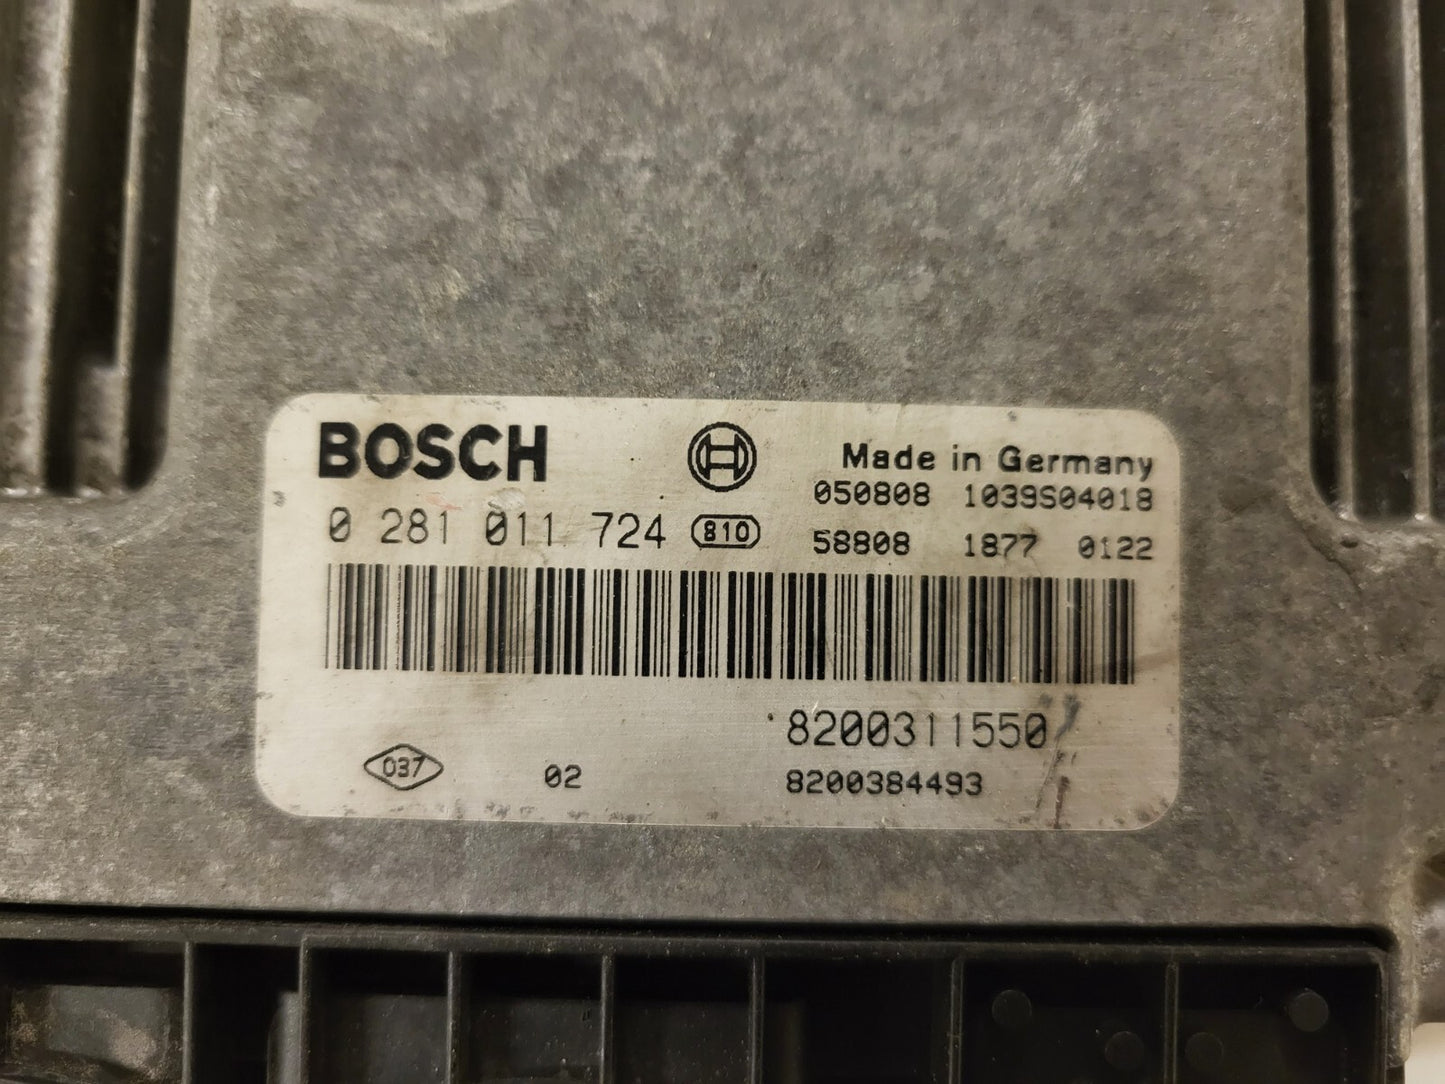 BOSCH
Made in Germany
050808 1039S04018
0 281 011 724 810
58808 1877 0122
8200311550
037 02 8200384493